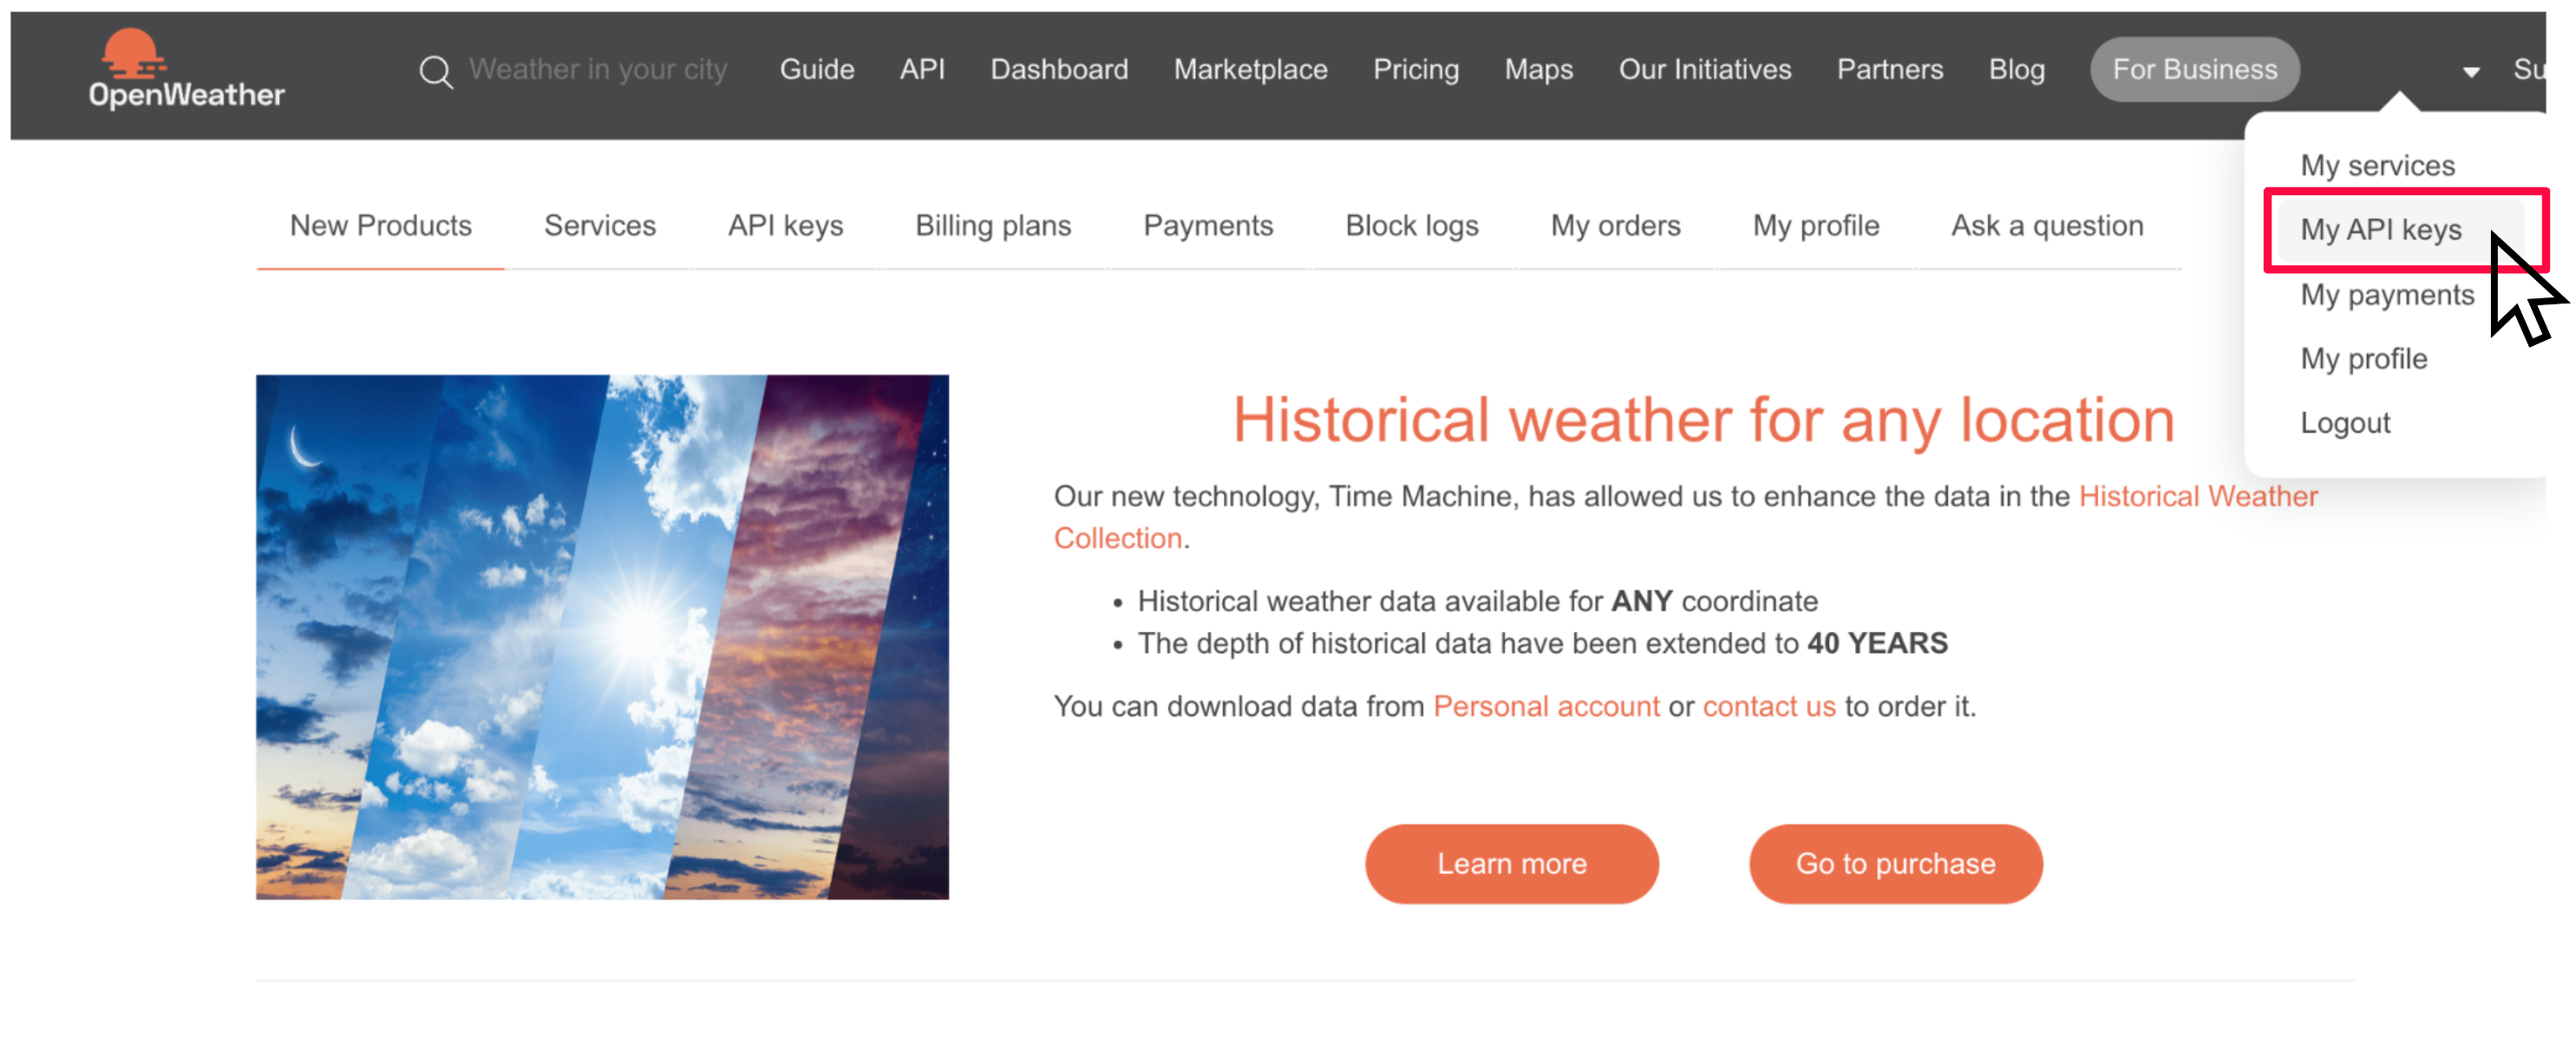 OpenWeather
Weather in your city
Guide
API
Dashboard
Marketplace
Pricing
Maps
Our Initiatives
Partners
Blog
For Business
Su
My services
My API keys
My payments
My profile
Logout
New Products
Services
API keys
Billing plans
Payments
Block logs
My orders
My profile
Ask a question
Historical weather for any location
Our new technology, Time Machine, has allowed us to enhance the data in the Historical Weather
Collection.
• Historical weather data available for ANY coordinate
• The depth of historical data have been extended to 40 YEARS
You can download data from Personal account or contact us to order it.
Learn more
Go to purchase